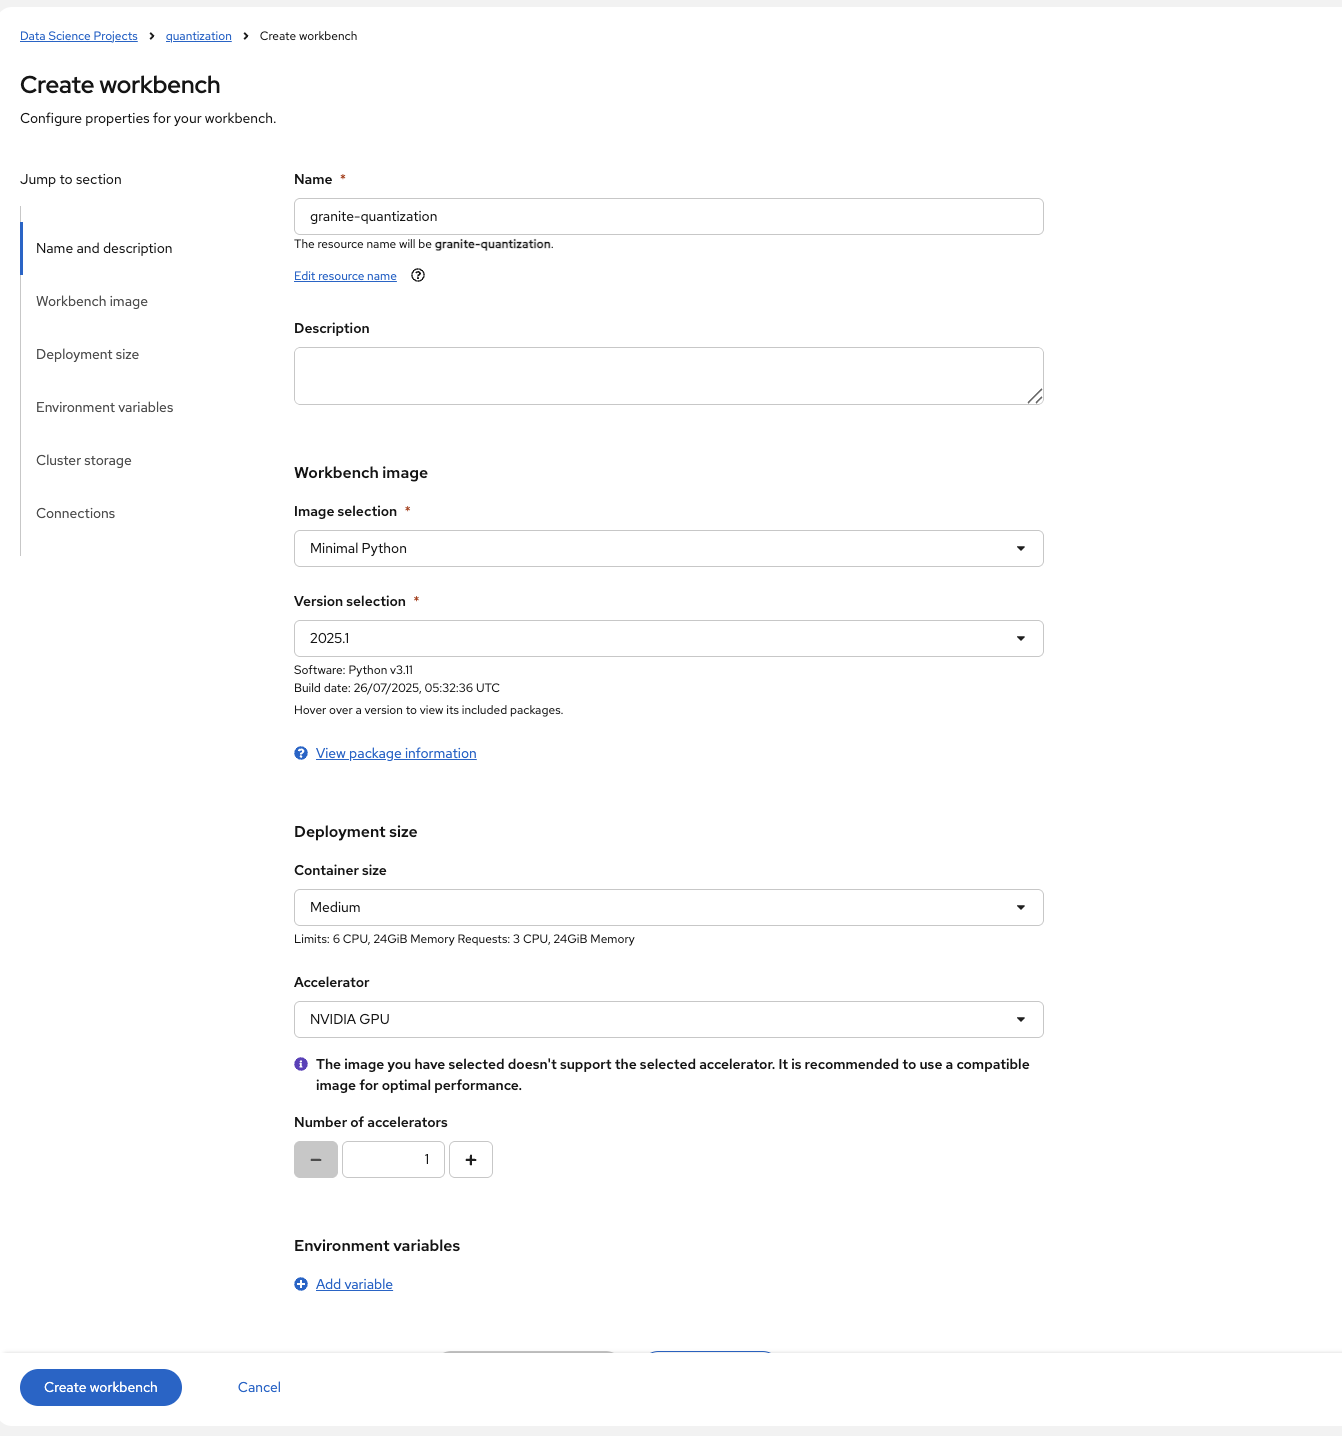 Data Science Projects > quantization > Create workbench
Create workbench
Configure properties for your workbench.
Jump to section
Name and description
Workbench image
Deployment size
Environment variables
Cluster storage
Connections
Name *
granite-quantization
The resource name will be granite-quantization.
Edit resource name
Description
Workbench image
Image selection *
Minimal Python
Version selection *
2025.1
Software: Python v3.11
Build date: 26/07/2025, 05:32:36 UTC
Hover over a version to view its included packages.
View package information
Deployment size
Container size
Medium
Limits: 6 CPU, 24GiB Memory Requests: 3 CPU, 24GiB Memory
Accelerator
NVIDIA GPU
The image you have selected doesn't support the selected accelerator. It is recommended to use a compatible
image for optimal performance.
Number of accelerators
1
Environment variables
Add variable
Create workbench
Cancel